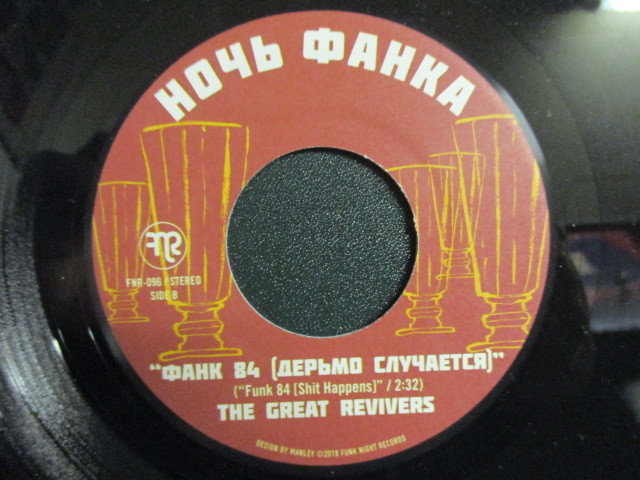 НОЧЬ ФАНКА
FNR
FNR-096 / STEREO
SIDE B
"ФАНК 84 (ДЕРЬМО СЛУЧАЕТСЯ)"
("Funk 84 [Shit Happens]" / 2:32)
THE GREAT REVIVERS
DESIGN BY MANLEY ©2018 FUNK NIGHT RECORDS